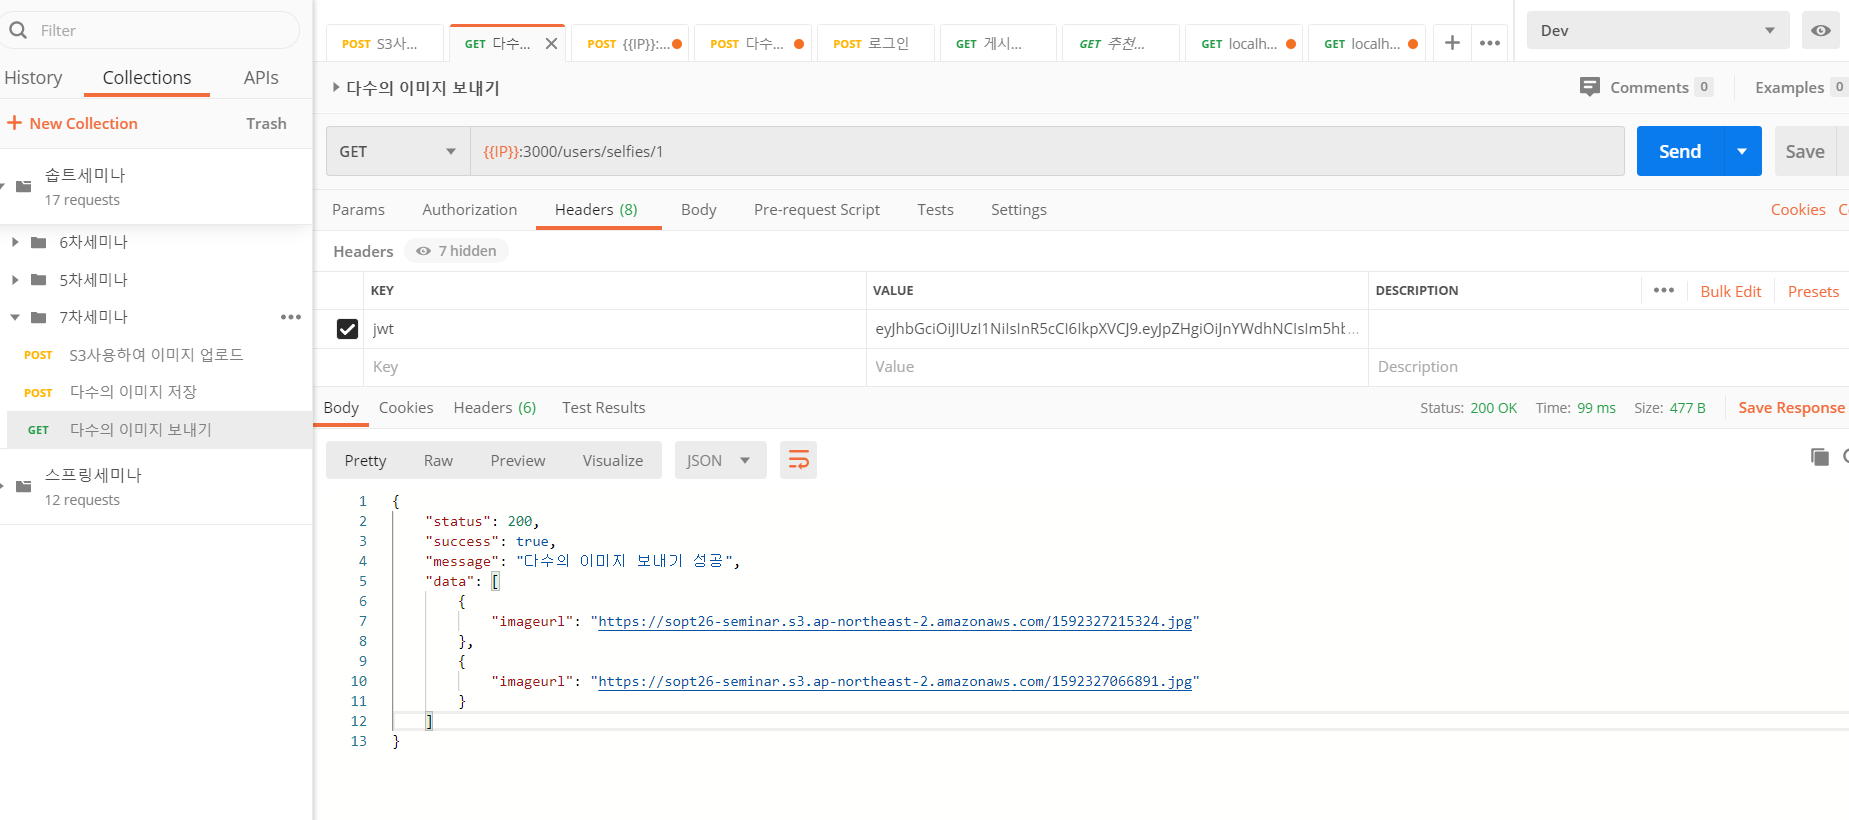 Filter
History Collections APIs
+ New Collection Trash
솝트세미나
17 requests
6차세미나
5차세미나
7차세미나
POST S3사용하여 이미지 업로드
POST 다수의 이미지 저장
GET 다수의 이미지 보내기
스프링세미나
12 requests
POST S3사... GET 다수... POST {{IP}}:... POST 다수... POST 로그인 GET 게시... GET 추천... GET localh... GET localh... Dev
다수의 이미지 보내기 Comments 0 Examples 0
GET {{IP}}:3000/users/selfies/1 Send Save
Params Authorization Headers (8) Body Pre-request Script Tests Settings Cookies
Headers 7 hidden
KEY VALUE DESCRIPTION Bulk Edit Presets
jwt
Key Value Description
Body Cookies Headers (6) Test Results Status: 200 OK Time: 99 ms Size: 477 B Save Response
Pretty Raw Preview Visualize JSON
1 {
2 "status": 200,
3 "success": true,
4 "message": "다수의 이미지 보내기 성공",
5 "data": [
6 {
7 "imageurl": "https://sopt26-seminar.s3.ap-northeast-2.amazonaws.com/1592327215324.jpg"
8 },
9 {
10 "imageurl": "https://sopt26-seminar.s3.ap-northeast-2.amazonaws.com/1592327066891.jpg"
11 }
12 ]
13 }